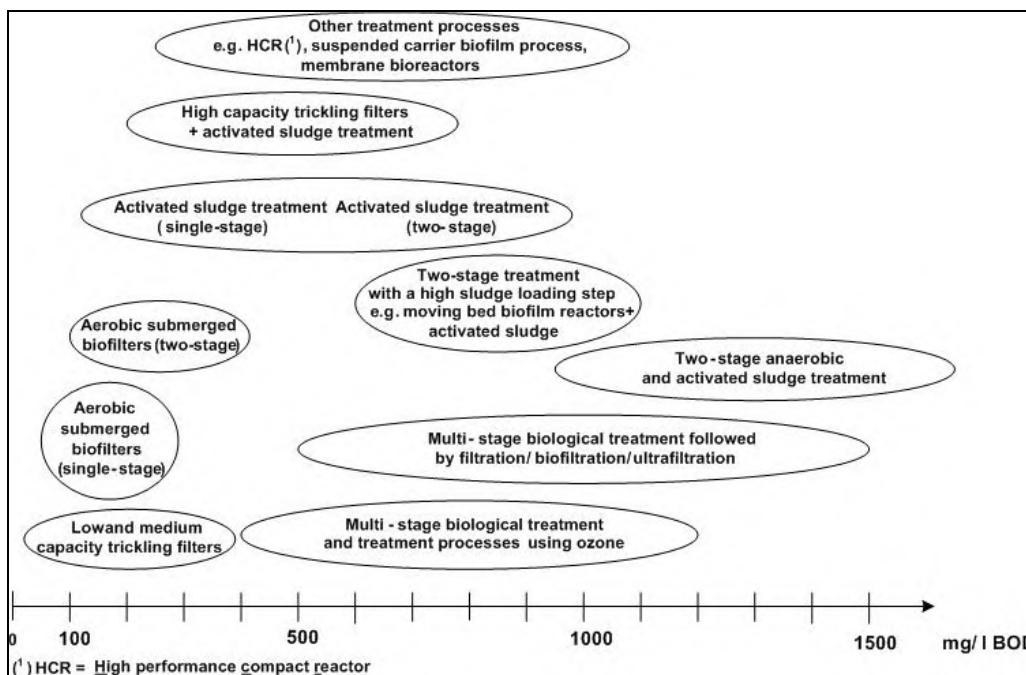 Other treatment processes
e.g. HCR(¹), suspended carrier biofilm process,
membrane bioreactors
High capacity trickling filters
+ activated sludge treatment
Activated sludge treatment
(single-stage)
Activated sludge treatment
(two-stage)
Two-stage treatment
with a high sludge loading step
e.g. moving bed biofilm reactors+
activated sludge
Aerobic submerged
biofilters (two-stage)
Two-stage anaerobic
and activated sludge treatment
Aerobic
submerged
biofilters
(single-stage)
Multi-stage biological treatment followed
by filtration/biofiltration/ultrafiltration
Lowand medium
capacity trickling filters
Multi-stage biological treatment
and treatment processes using ozone
0 100 500 1000 1500 mg/l BOD
(¹) HCR = High performance compact reactor